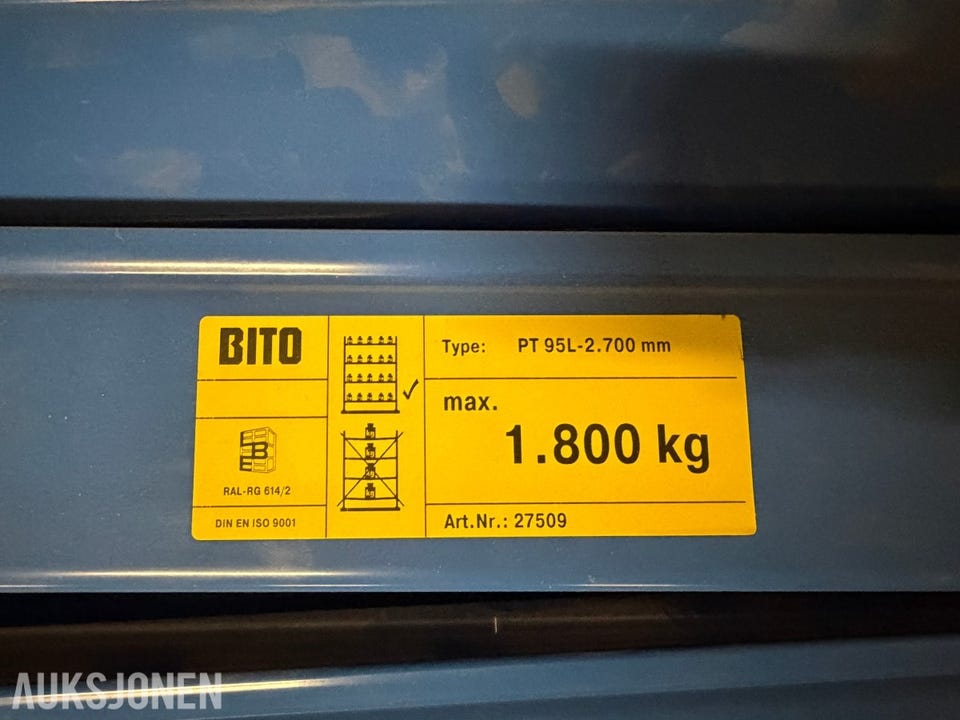 BITO
Type: PT 95L-2.700 mm
max.
1.800 kg
EBE
RAL-RG 614/2
DIN EN ISO 9001
Art.Nr.: 27509
AUKSJONEN